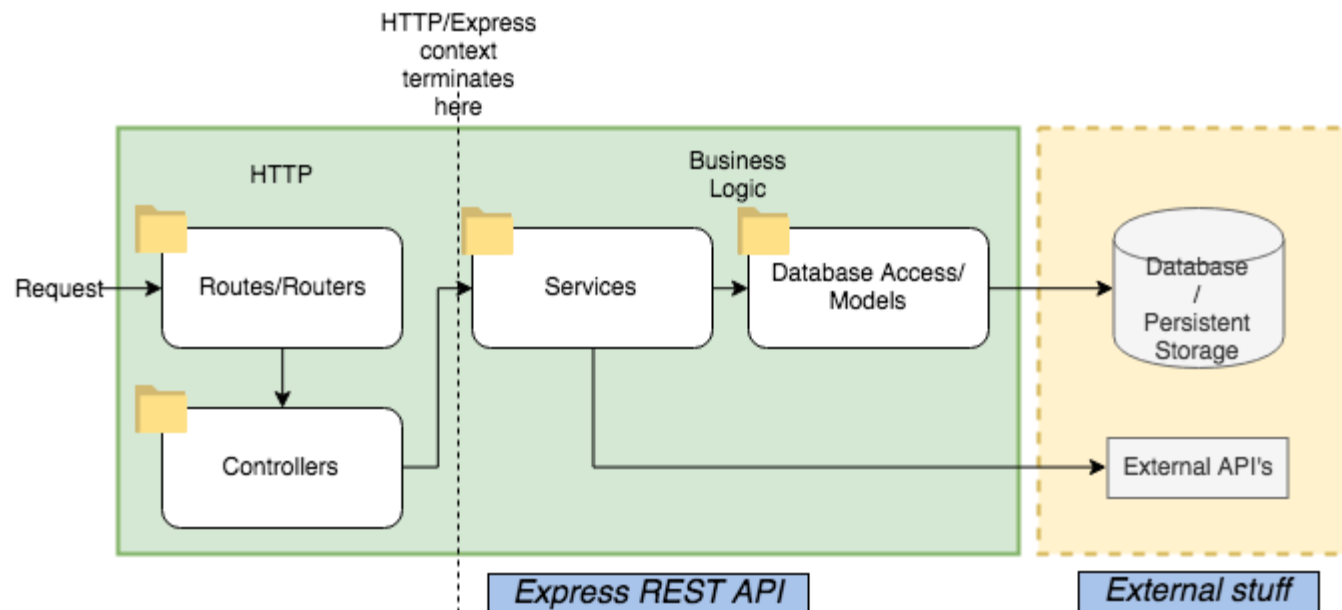 HTTP/Express
context
terminates
here
HTTP
Business
Logic
Request
Routes/Routers
Services
Database Access/
Models
Database
/
Persistent
Storage
Controllers
External API's
Express REST API
External stuff